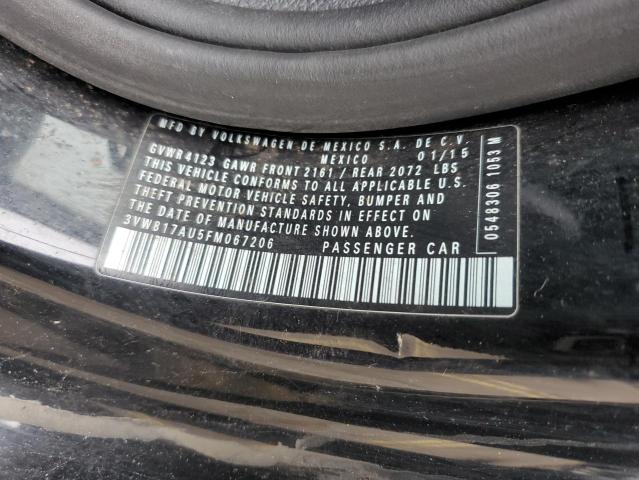 MFD BY VOLKSWAGEN DE MEXICO S.A. DE C.V.
MEXICO 01/15
GVWR 4123 GAWR FRONT 2161 / REAR 2072 LBS
THIS VEHICLE CONFORMS TO ALL APPLICABLE U.S.
FEDERAL MOTOR VEHICLE SAFETY, BUMPER AND
THEFT PREVENTION STANDARDS IN EFFECT ON
THE DATE OF MANUFACTURE SHOWN ABOVE.
3VWB17AU5FM067206 PASSENGER CAR
0548306 1053 M